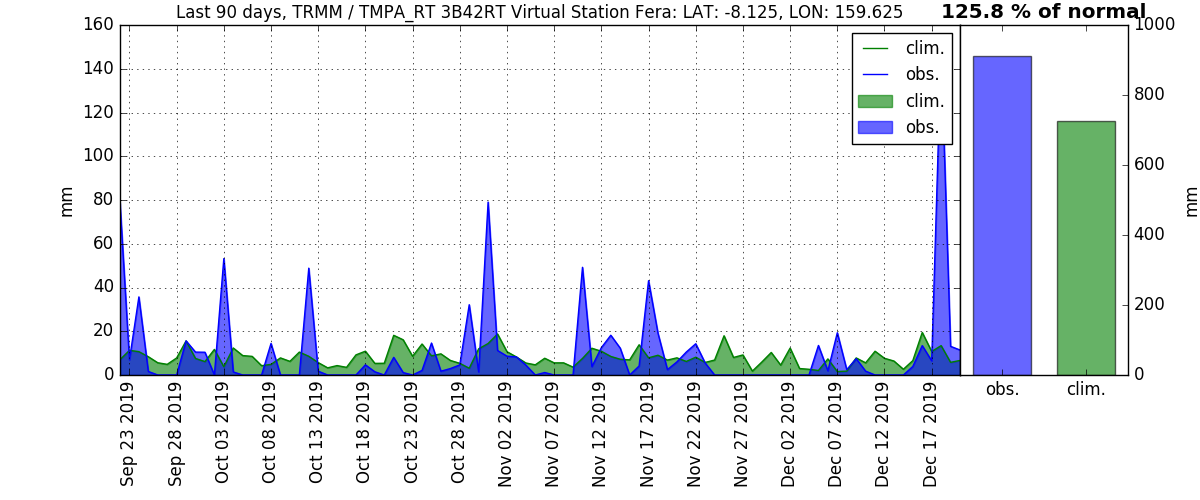 Last 90 days, TRMM / TMPA_RT 3B42RT Virtual Station Fera: LAT: -8.125, LON: 159.625
125.8 % of normal
mm
160
140
120
100
80
60
40
20
0
clim.
obs.
clim.
obs.
1000
800
600
400
200
0
mm
Sep 23 2019
Sep 28 2019
Oct 03 2019
Oct 08 2019
Oct 13 2019
Oct 18 2019
Oct 23 2019
Oct 28 2019
Nov 02 2019
Nov 07 2019
Nov 12 2019
Nov 17 2019
Nov 22 2019
Nov 27 2019
Dec 02 2019
Dec 07 2019
Dec 12 2019
Dec 17 2019
obs.
clim.